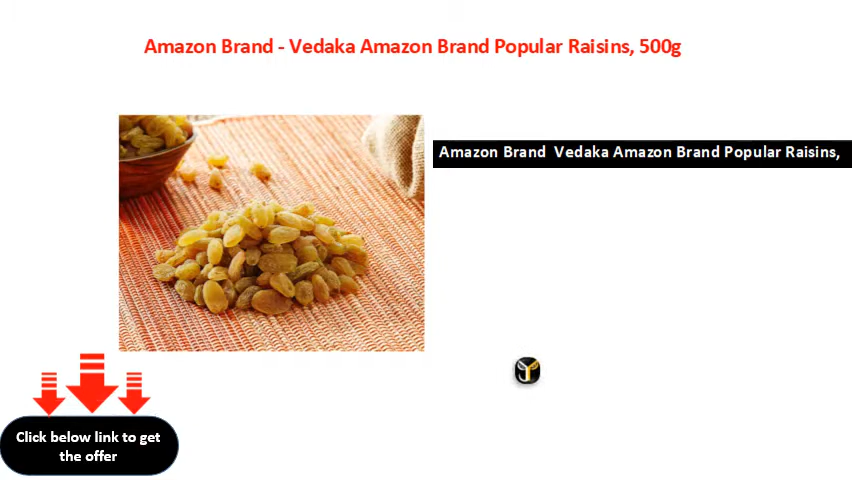 Amazon Brand - Vedaka Amazon Brand Popular Raisins, 500g
Amazon Brand  Vedaka Amazon Brand Popular Raisins,
Click below link to get
the offer